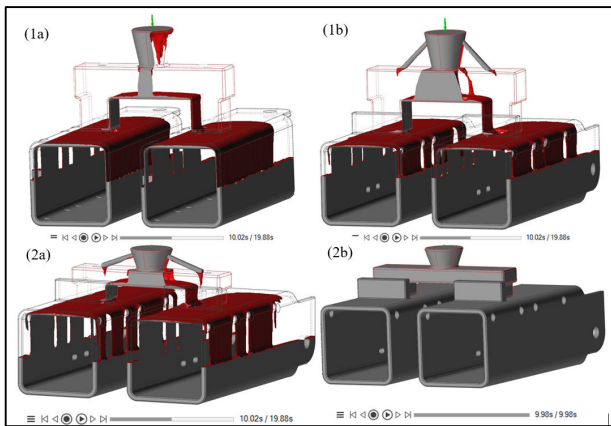 (1a)
(1b)
10.02s / 19.88s
10.02s / 19.88s
(2a)
(2b)
10.02s / 19.88s
9.98s / 9.98s